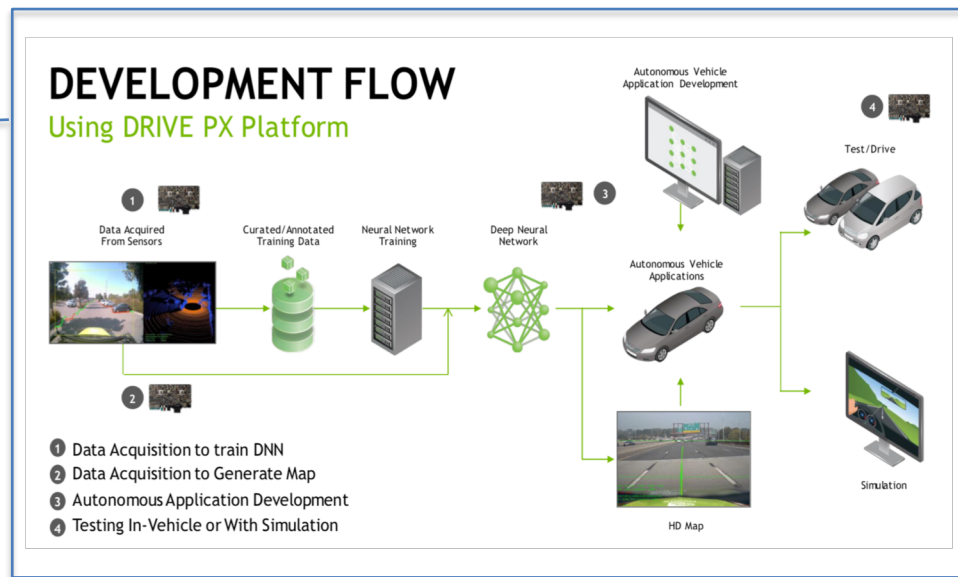 DEVELOPMENT FLOW
Using DRIVE PX Platform
1
Data Acquired
From Sensors
Curated/Annotated
Training Data
Neural Network
Training
Deep Neural
Network
3
Autonomous Vehicle
Application Development
4
Test/Drive
Autonomous Vehicle
Applications
2
HD Map
Simulation
1 Data Acquisition to train DNN
2 Data Acquisition to Generate Map
3 Autonomous Application Development
4 Testing In-Vehicle or With Simulation